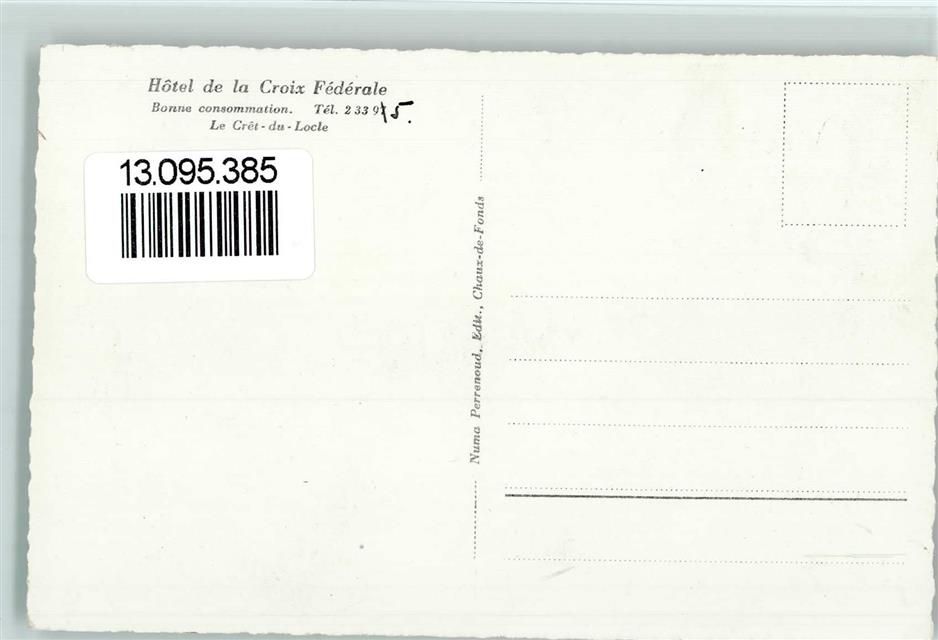 Hôtel de la Croix Fédérale
Bonne consommation. Tél. 2 33 95.
Le Crêt-du-Locle
13.095.385
Numa Perrenoud, Edit., Chaux-de-Fonds